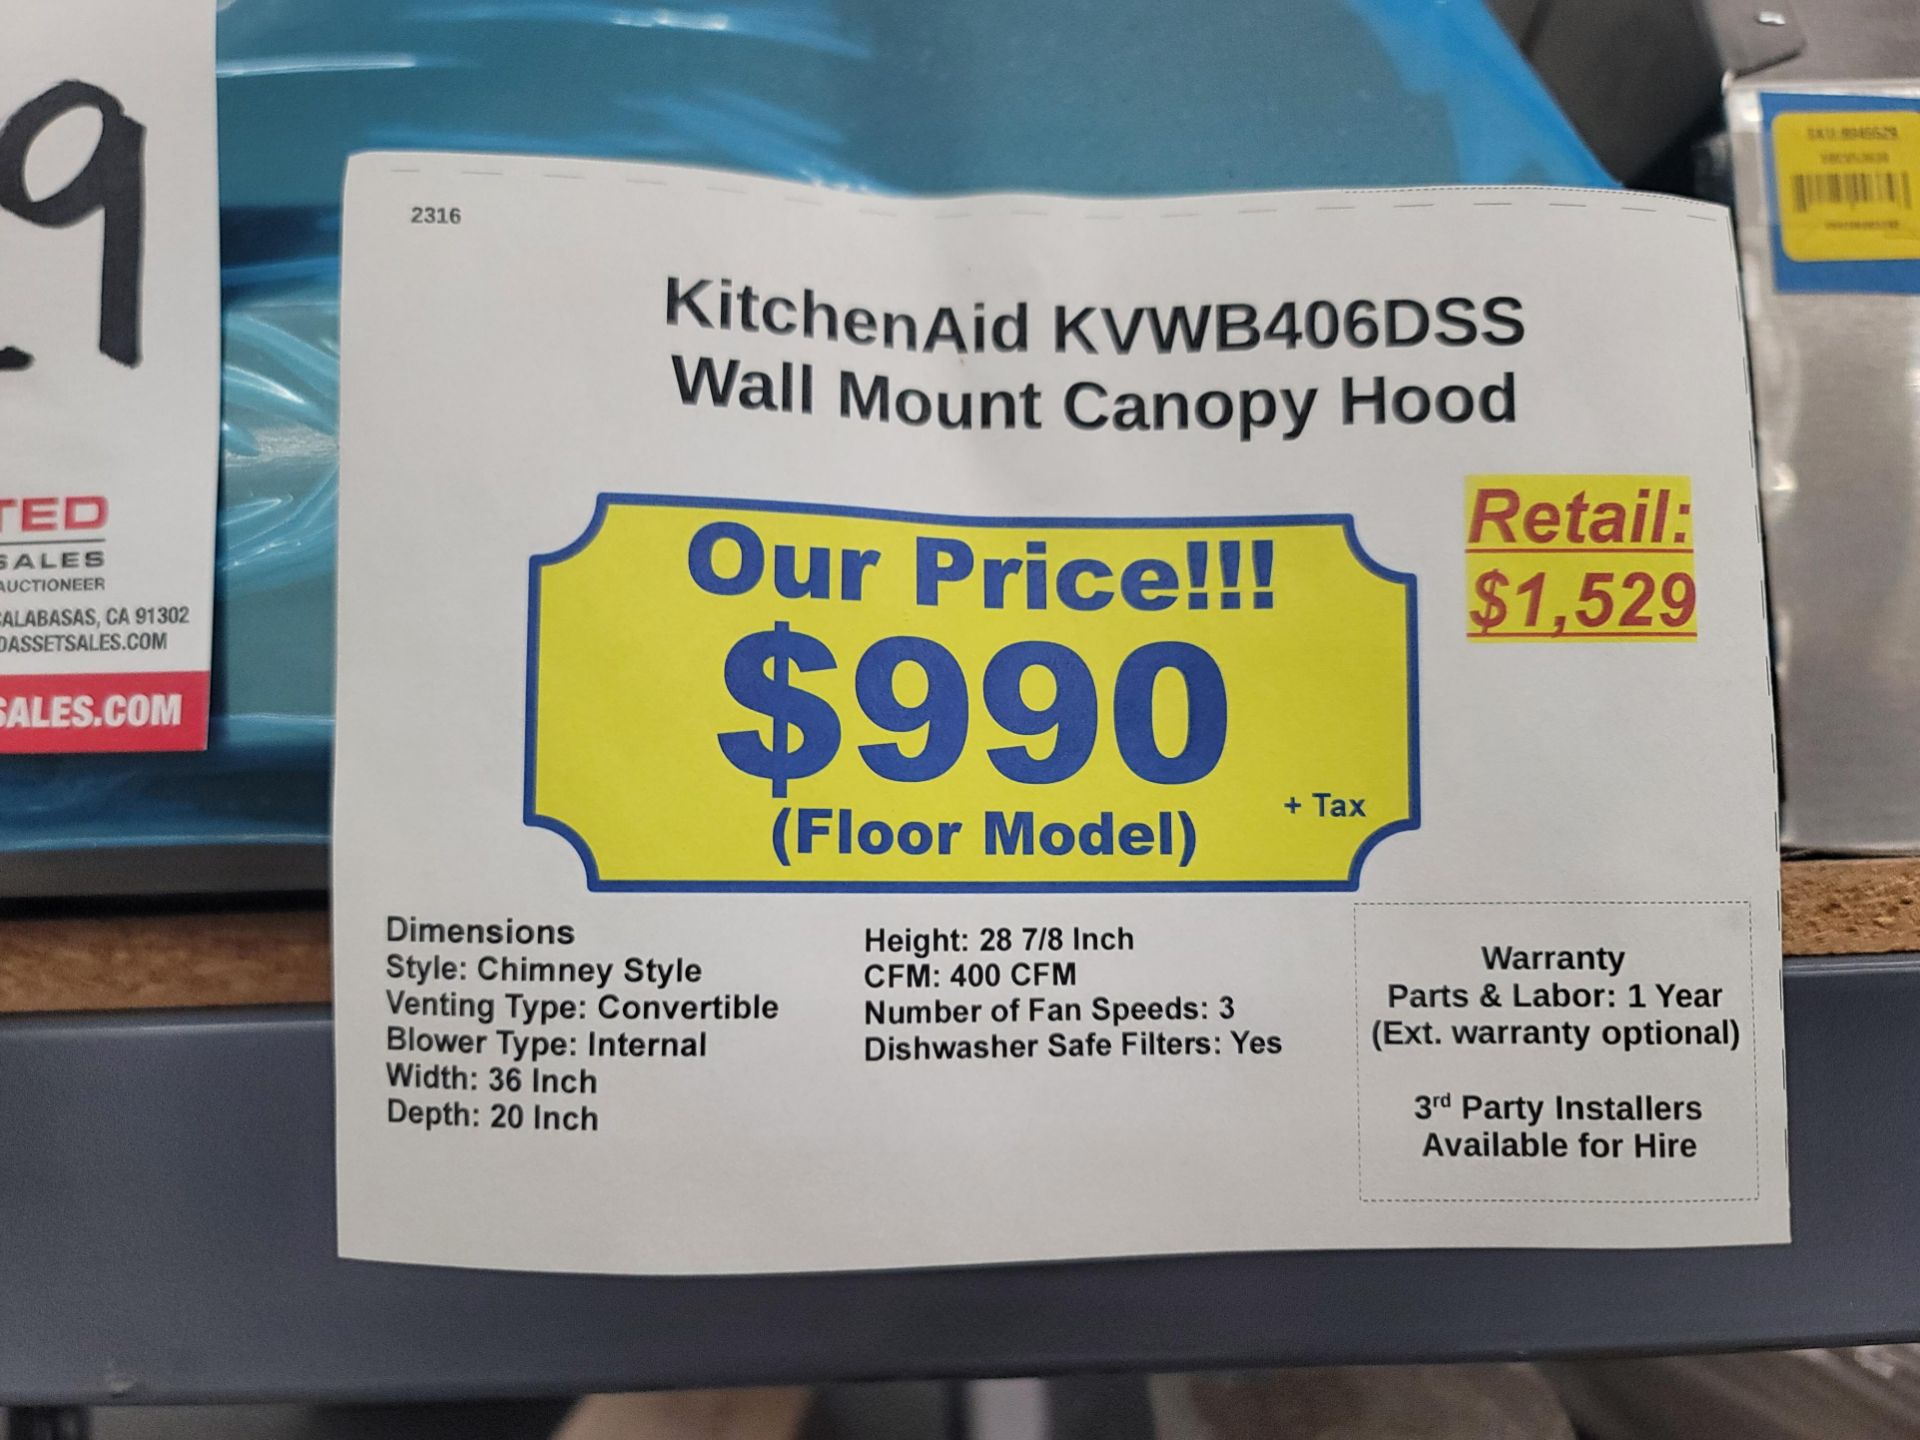 9
TED
SALES
AUCTIONEER
CALABASAS, CA 91302
DASSETSALES.COM
SALES.COM
2316
KitchenAid KVWB406DSS
Wall Mount Canopy Hood
Our Price!!!
$990
(Floor Model)
+ Tax
Retail:
$1,529
Dimensions
Style: Chimney Style
Venting Type: Convertible
Blower Type: Internal
Width: 36 Inch
Depth: 20 Inch
Height: 28 7/8 Inch
CFM: 400 CFM
Number of Fan Speeds: 3
Dishwasher Safe Filters: Yes
Warranty
Parts & Labor: 1 Year
(Ext. warranty optional)
3rd Party Installers
Available for Hire